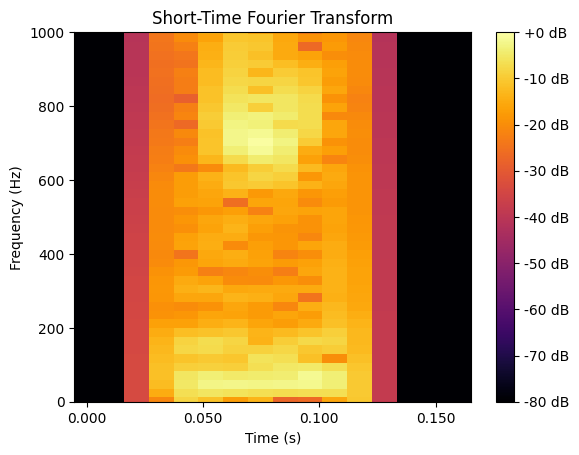 Short-Time Fourier Transform
1000
800
600
400
200
0
Frequency (Hz)
0.000
0.050
0.100
0.150
Time (s)
+0 dB
-10 dB
-20 dB
-30 dB
-40 dB
-50 dB
-60 dB
-70 dB
-80 dB